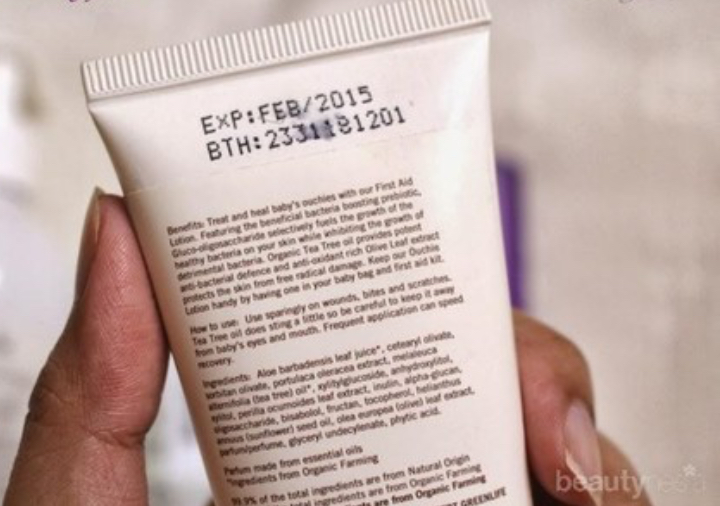 EXP:FEB/2015
BTH:2331181201
Benefits: Treat and heal baby's ouchies with our First Aid
Lotion. Featuring the beneficial bacteria boosting prebiotic,
Gluco-oligosaccharide selectively fuels the growth of the
healthy bacteria on your skin while inhibiting the growth of
detrimental bacteria. Organic Tea Tree oil provides potent
anti-bacterial defence and anti-oxidant rich Olive Leaf extract
protects the skin from free radical damage. Keep our Ouchie
Lotion handy by having one in your baby bag and first aid kit.
How to use: Use sparingly on wounds, bites and scratches.
Tea Tree oil does sting a little so be careful to keep it away
from baby's eyes and mouth. Frequent application can speed
recovery.
Ingredients: Aloe barbadensis leaf juice*, cetearyl olivate,
sorbitan olivate, portulaca oleracea extract, melaleuca
alternifolia (tea tree) oil*, xylitylglucoside, anhydroxylitol,
xylitol, perilla ocumoides leaf extract, inulin, alpha-glucan,
oligosaccharide, bisabolol, fructan, tocopherol, helianthus
annuus (sunflower) seed oil, olea europea (olive) leaf extract,
parfum/perfume, glyceryl undecylenate, phytic acid.
Parfum made from essential oils
*Ingredients from Organic Farming
99.9% of the total ingredients are from Natural Origin
total ingredients are from Organic Farming
are from Organic Farming
GREENLIFE
beautynesia